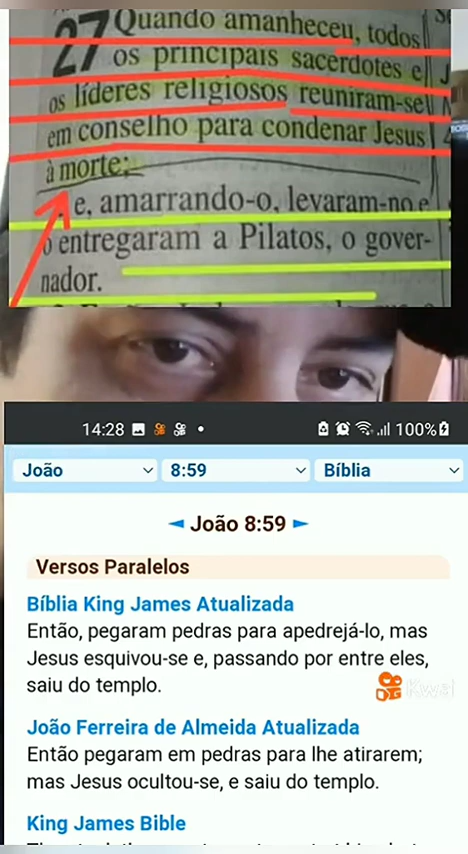 27 Quando amanheceu, todos
os principais sacerdotes e
os líderes religiosos reuniram-se
em conselho para condenar Jesus
à morte;
e, amarrando-o, levaram-no e
o entregaram a Pilatos, o gover-
nador.
14:28
100%
João
8:59
Bíblia
◄ João 8:59 ►
Versos Paralelos
Bíblia King James Atualizada
Então, pegaram pedras para apedrejá-lo, mas
Jesus esquivou-se e, passando por entre eles,
saiu do templo.
Kwai
João Ferreira de Almeida Atualizada
Então pegaram em pedras para lhe atirarem;
mas Jesus ocultou-se, e saiu do templo.
King James Bible